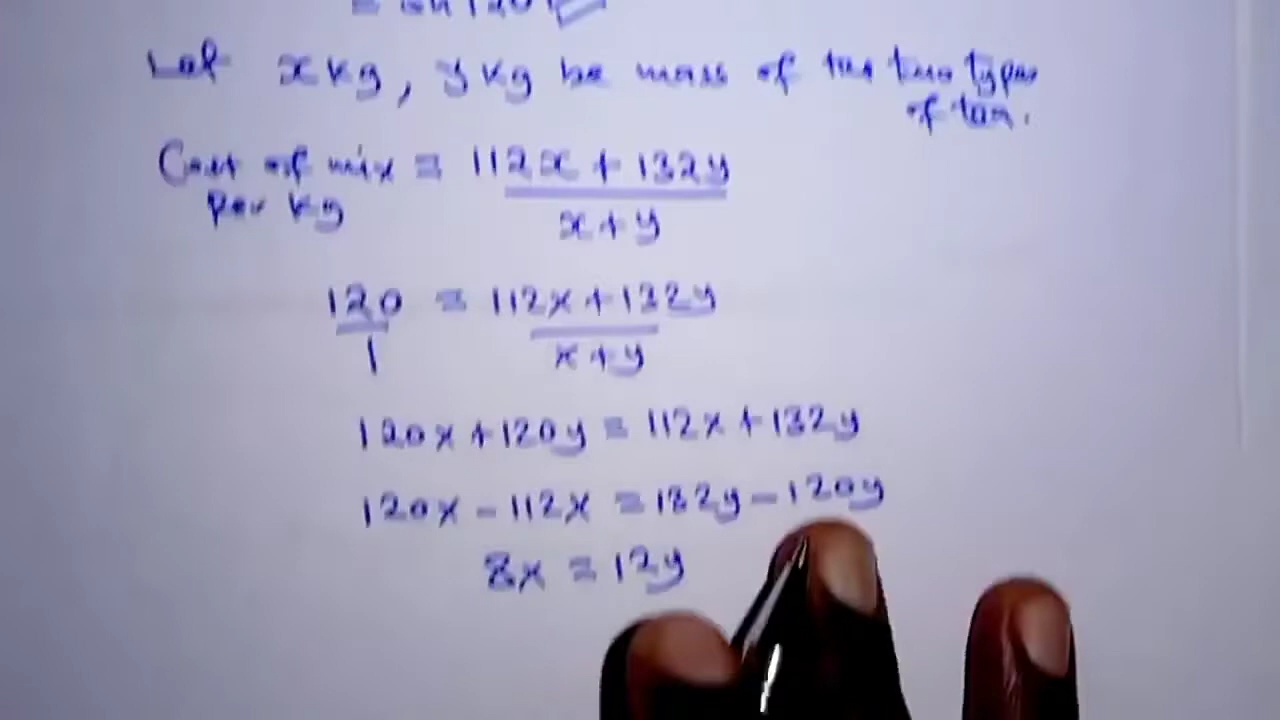 Let x kg, y kg be mass of the two types
of tea.
Cost of mix = 112x + 132y
per kg
x + y
120 = 112x + 132y
1 x + y
120x + 120y = 112x + 132y
120x - 112x = 132y - 120y
8x = 12y